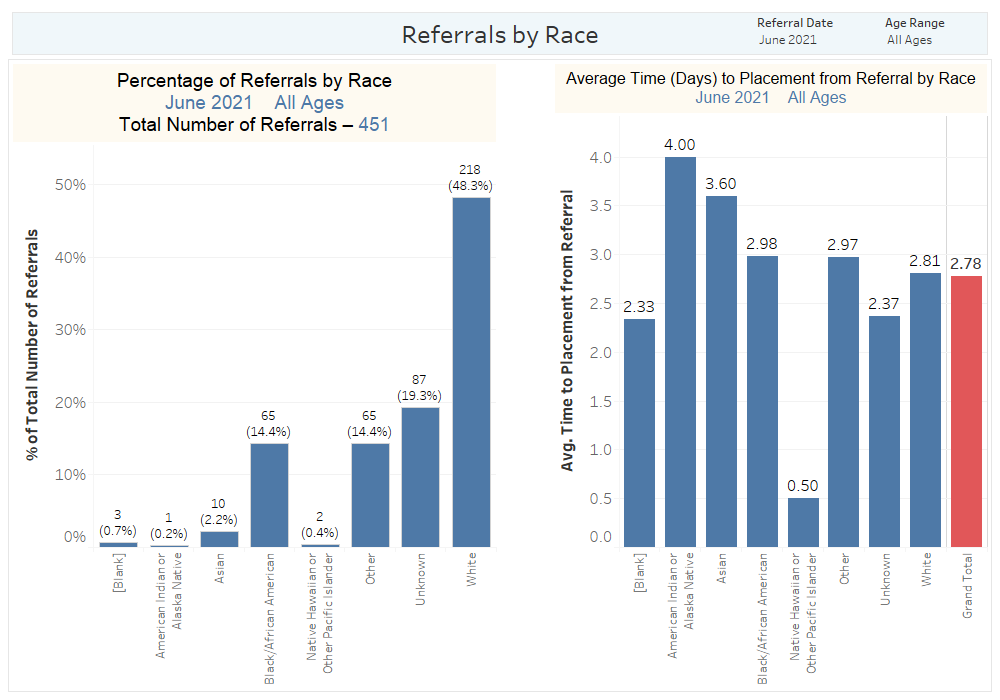 Referrals by Race
Referral Date
June 2021
Age Range
All Ages
Percentage of Referrals by Race
June 2021 All Ages
Total Number of Referrals – 451
% of Total Number of Referrals
50%
40%
30%
20%
10%
0%
3
(0.7%)
1
(0.2%)
10
(2.2%)
65
(14.4%)
2
(0.4%)
65
(14.4%)
87
(19.3%)
218
(48.3%)
[Blank]
American Indian or
Alaska Native
Asian
Black/African American
Native Hawaiian or
Other Pacific Islander
Other
Unknown
White
Average Time (Days) to Placement from Referral by Race
June 2021 All Ages
Avg. Time to Placement from Referral
4.0
3.5
3.0
2.5
2.0
1.5
1.0
0.5
0.0
2.33
4.00
3.60
2.98
0.50
2.97
2.37
2.81
2.78
[Blank]
American Indian or
Alaska Native
Asian
Black/African American
Native Hawaiian or
Other Pacific Islander
Other
Unknown
White
Grand Total